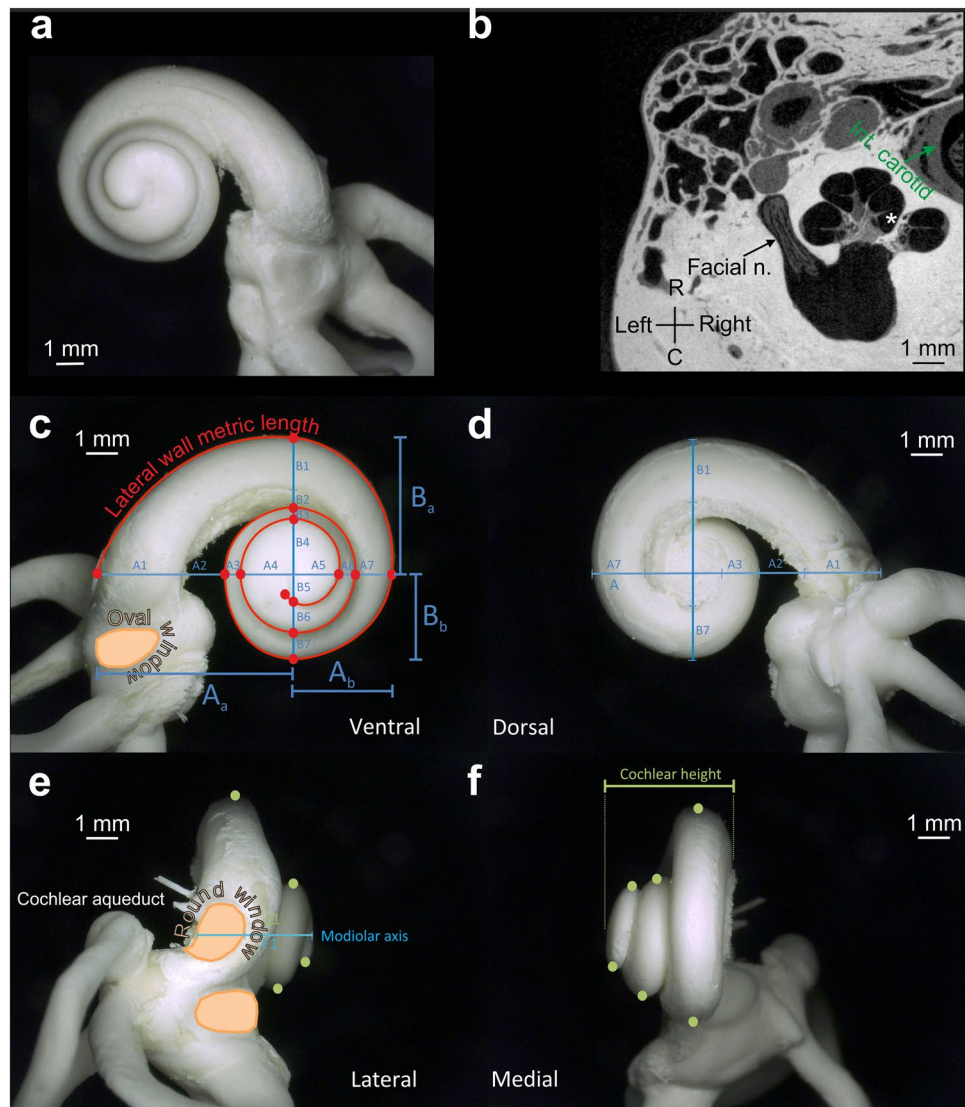 a
1 mm
b
Int. carotid
*
Facial n.
R
Left
Right
C
1 mm
c
1 mm
Lateral wall metric length
B1
B2
A3
B4
A1
A2
A3
A4
A5
A6
A7
B5
B6
B7
Ba
Bb
Aa
Ab
Oval
window
Ventral
d
1 mm
B1
A7
A
A3
A2
A1
B7
Dorsal
e
1 mm
Cochlear aqueduct
Round window
Modiolar axis
Lateral
f
Cochlear height
1 mm
Medial